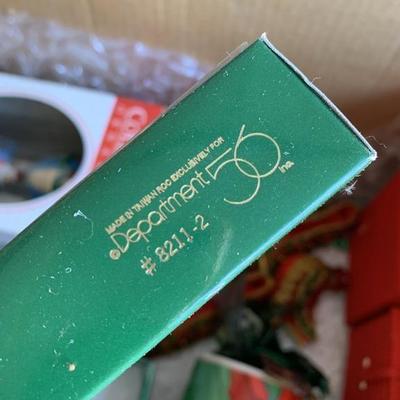 MADE IN TAIWAN ROC EXCLUSIVELY FOR
©Department 56 inc.
# 8211-2